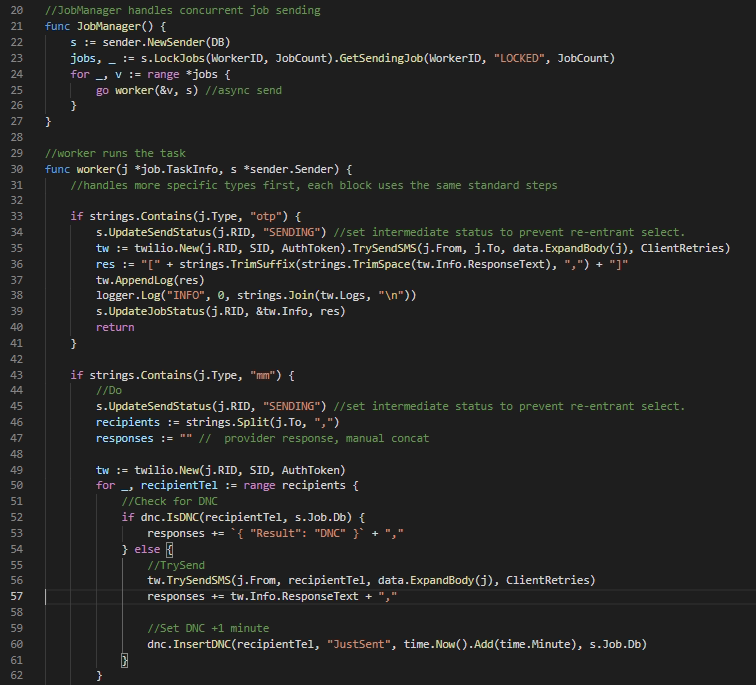 20 //JobManager handles concurrent job sending
21 func JobManager() {
22     s := sender.NewSender(DB)
23     jobs, _ := s.LockJobs(WorkerID, JobCount).GetSendingJob(WorkerID, "LOCKED", JobCount)
24     for _, v := range *jobs {
25         go worker(&v, s) //async send
26     }
27 }
28
29 //worker runs the task
30 func worker(j *job.TaskInfo, s *sender.Sender) {
31     //handles more specific types first, each block uses the same standard steps
32
33     if strings.Contains(j.Type, "otp") {
34         s.UpdateSendStatus(j.RID, "SENDING") //set intermediate status to prevent re-entrant select.
35         tw := twilio.New(j.RID, SID, AuthToken).TrySendSMS(j.From, j.To, data.ExpandBody(j), ClientRetries)
36         res := "[" + strings.TrimSuffix(strings.TrimSpace(tw.Info.ResponseText), ",") + "]"
37         tw.AppendLog(res)
38         logger.Log("INFO", 0, strings.Join(tw.Logs, "\n"))
39         s.UpdateJobStatus(j.RID, &tw.Info, res)
40         return
41     }
42
43     if strings.Contains(j.Type, "mm") {
44         //Do
45         s.UpdateSendStatus(j.RID, "SENDING") //set intermediate status to prevent re-entrant select.
46         recipients := strings.Split(j.To, ",")
47         responses := "" //  provider response, manual concat
48
49         tw := twilio.New(j.RID, SID, AuthToken)
50         for _, recipientTel := range recipients {
51             //Check for DNC
52             if dnc.IsDNC(recipientTel, s.Job.Db) {
53                 responses += `{ "Result": "DNC" }` + ","
54             } else {
55                 //TrySend
56                 tw.TrySendSMS(j.From, recipientTel, data.ExpandBody(j), ClientRetries)
57                 responses += tw.Info.ResponseText + ","
58
59                 //Set DNC +1 minute
60                 dnc.InsertDNC(recipientTel, "JustSent", time.Now().Add(time.Minute), s.Job.Db)
61             }
62         }